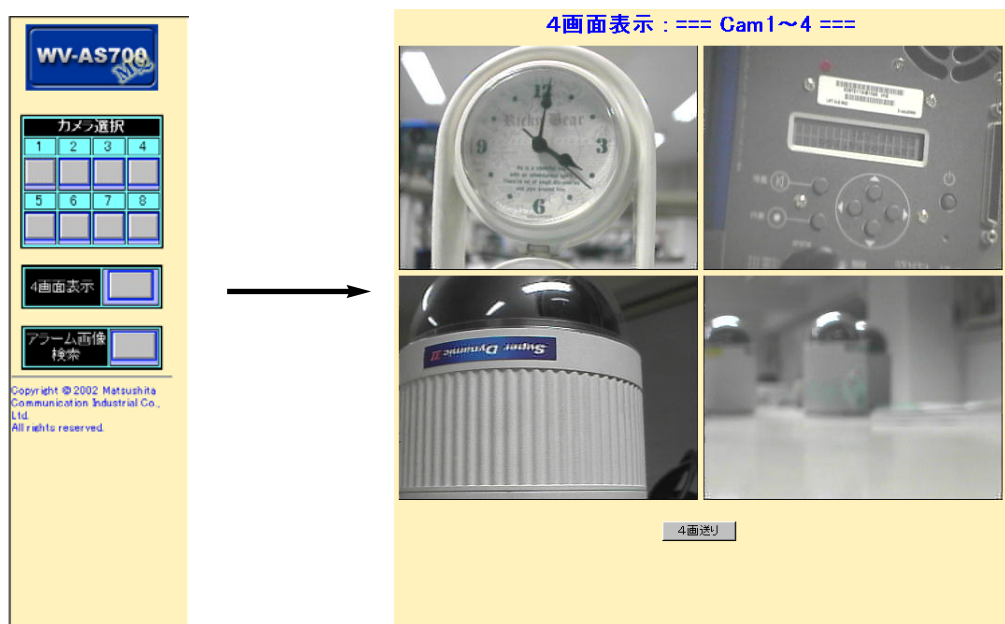 WV-AS700
MQ
カメラ選択
1 2 3 4
5 6 7 8
4画面表示
アラーム画像
検索
Copyright © 2002 Matsushita
Communication Industrial Co.,
Ltd.
All rights reserved.
4画面表示 : === Cam1～4 ===
12
Ricky Bear
9
3
6
Super Dynamic II
4画送り